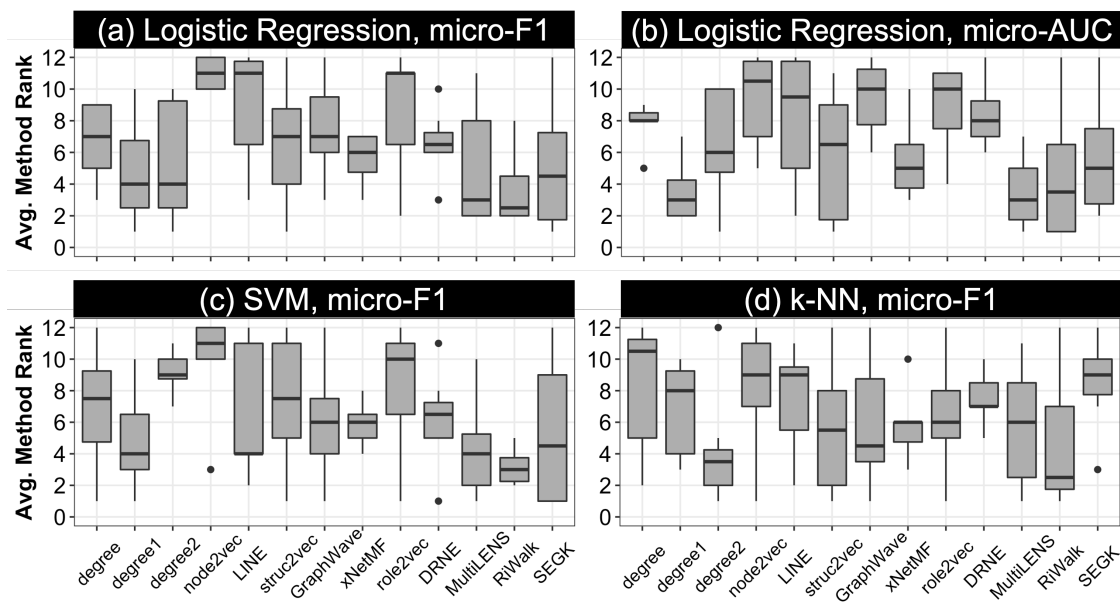 (a) Logistic Regression, micro-F1
(b) Logistic Regression, micro-AUC
Avg. Method Rank
12
10
8
6
4
2
0
12
10
8
6
4
2
0
(c) SVM, micro-F1
(d) k-NN, micro-F1
Avg. Method Rank
12
10
8
6
4
2
0
12
10
8
6
4
2
0
degree
degree1
degree2
node2vec
LINE
struc2vec
GraphWave
xNetMF
role2vec
DRNE
MultiLENS
RiWalk
SEGK
degree
degree1
degree2
node2vec
LINE
struc2vec
GraphWave
xNetMF
role2vec
DRNE
MultiLENS
RiWalk
SEGK